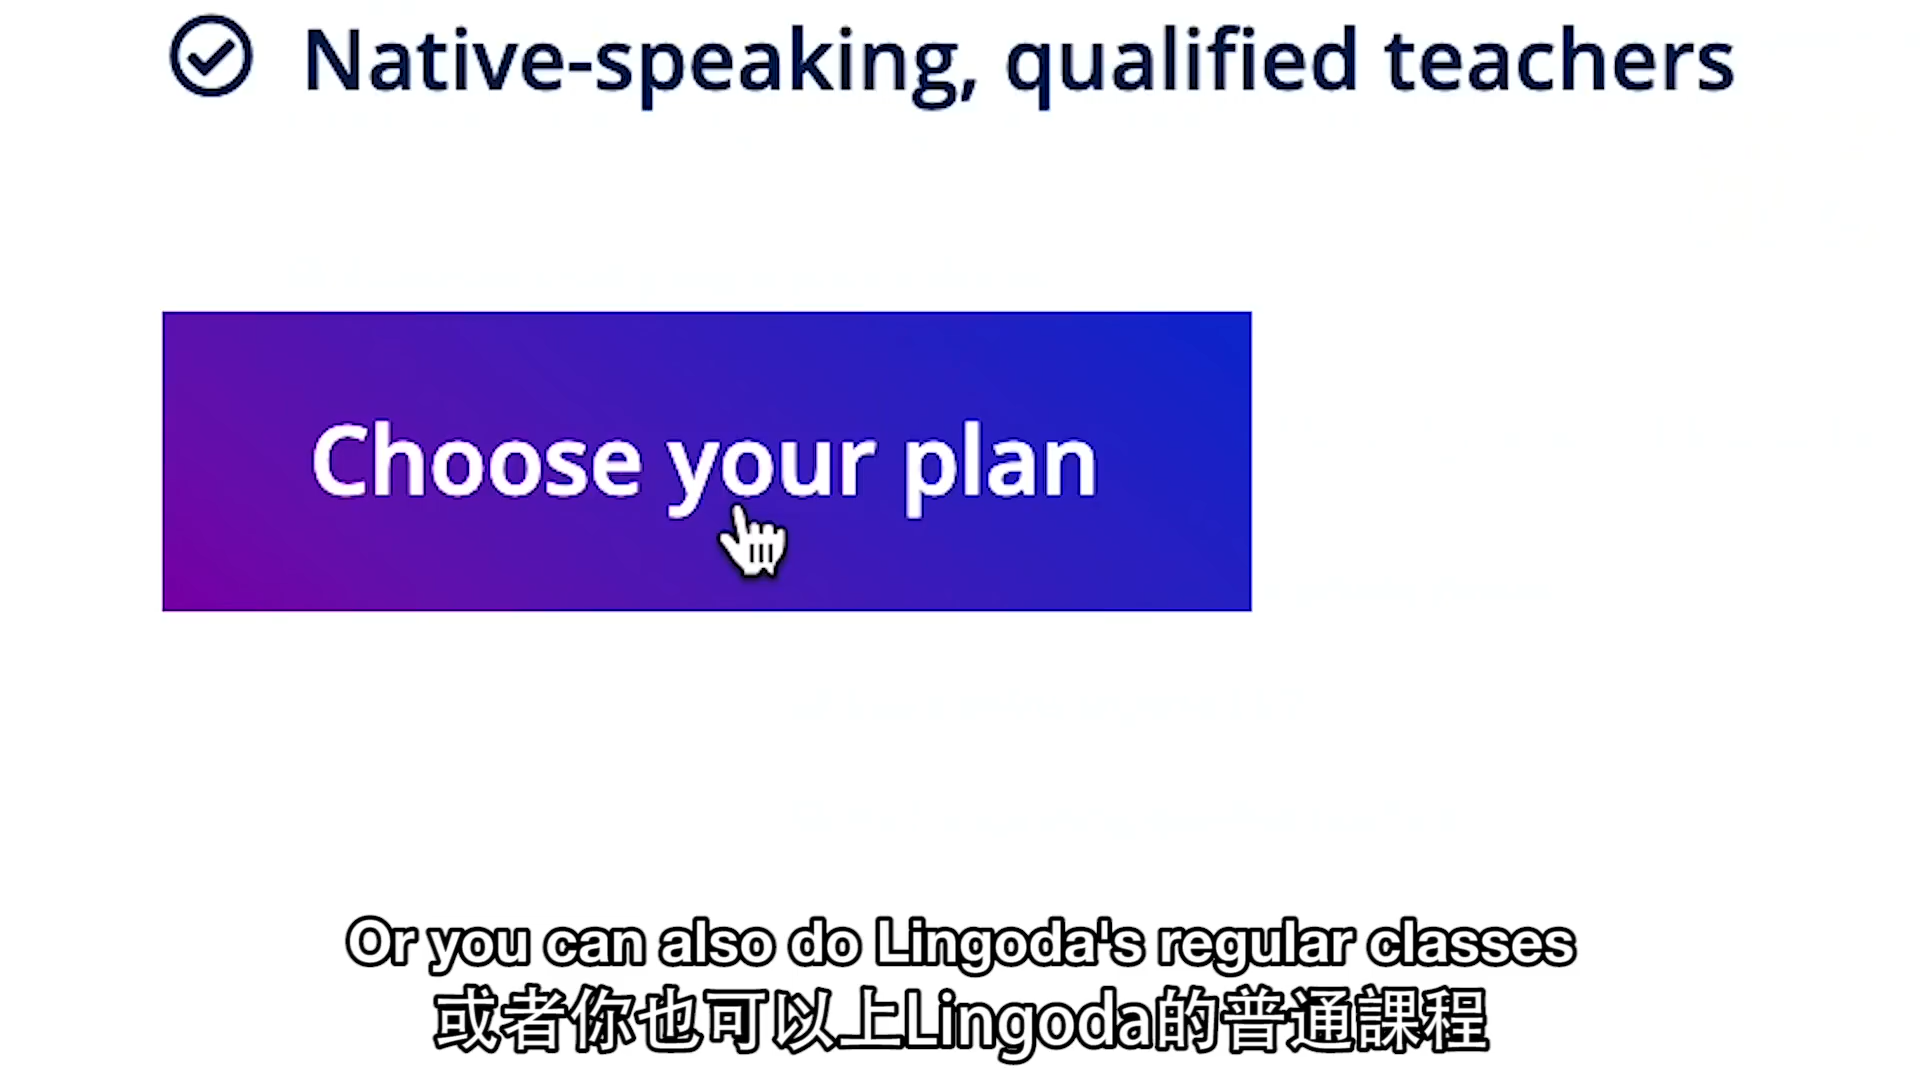 Native-speaking, qualified teachers
Choose your plan
Or you can also do Lingoda's regular classes
或者你也可以上Lingoda的普通課程